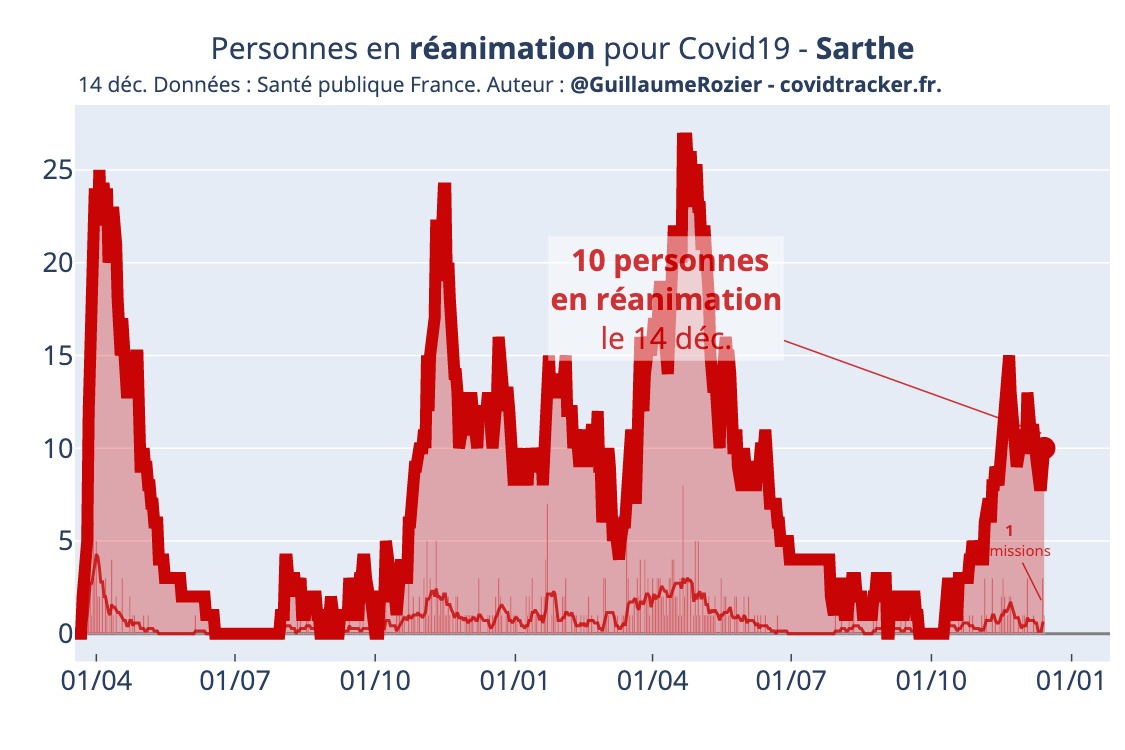 Personnes en réanimation pour Covid19 - Sarthe
14 déc. Données : Santé publique France. Auteur : @GuillaumeRozier - covidtracker.fr.
25
20
15
10
5
0
10 personnes
en réanimation
le 14 déc.
1
missions
01/04
01/07
01/10
01/01
01/04
01/07
01/10
01/01